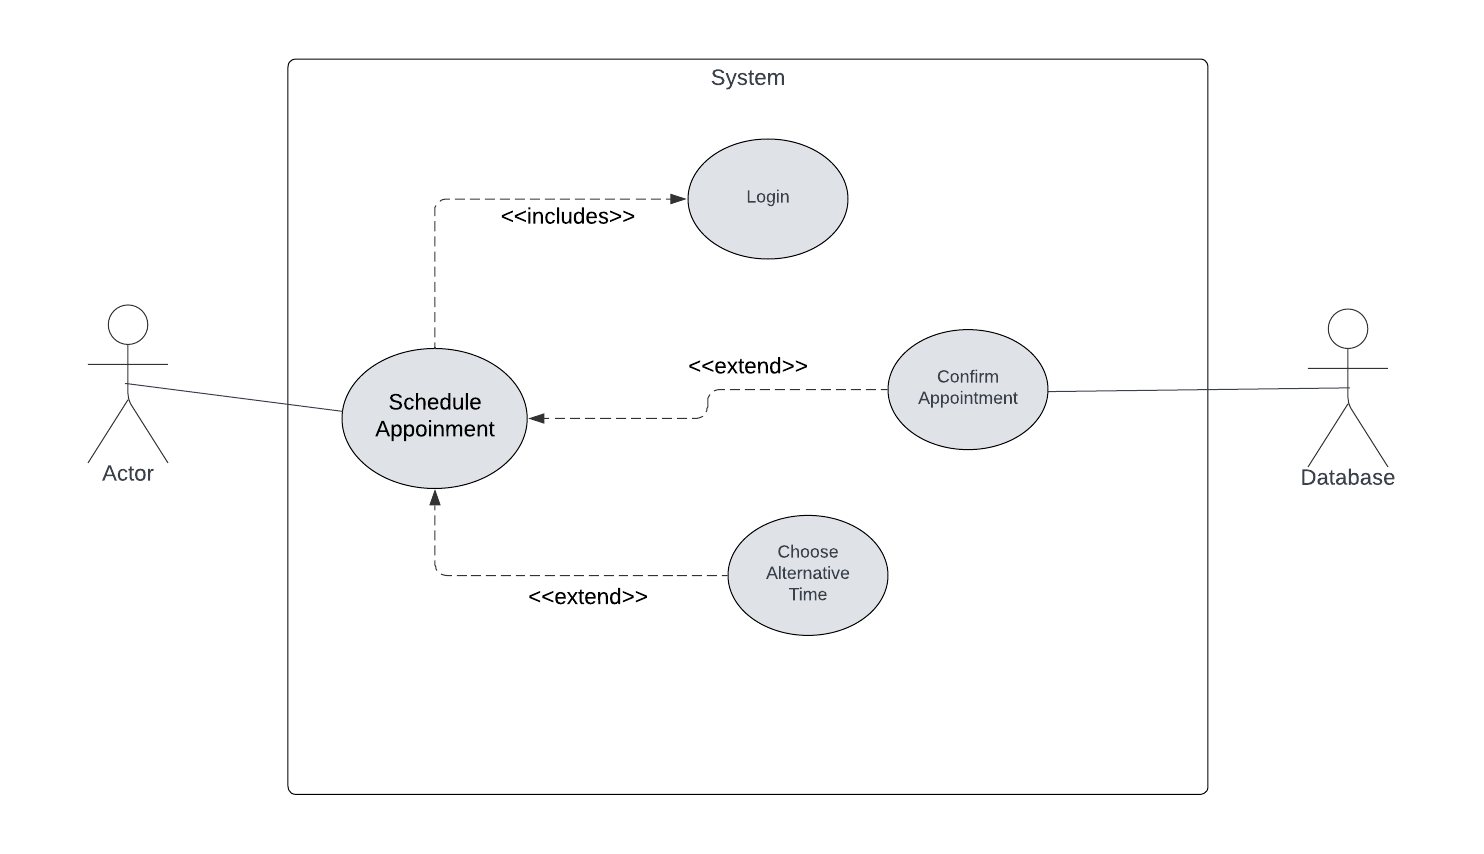 System
Login
<<includes>>
<<extend>>
Confirm
Appointment
Schedule
Appoinment
Actor
Database
Choose
Alternative
Time
<<extend>>